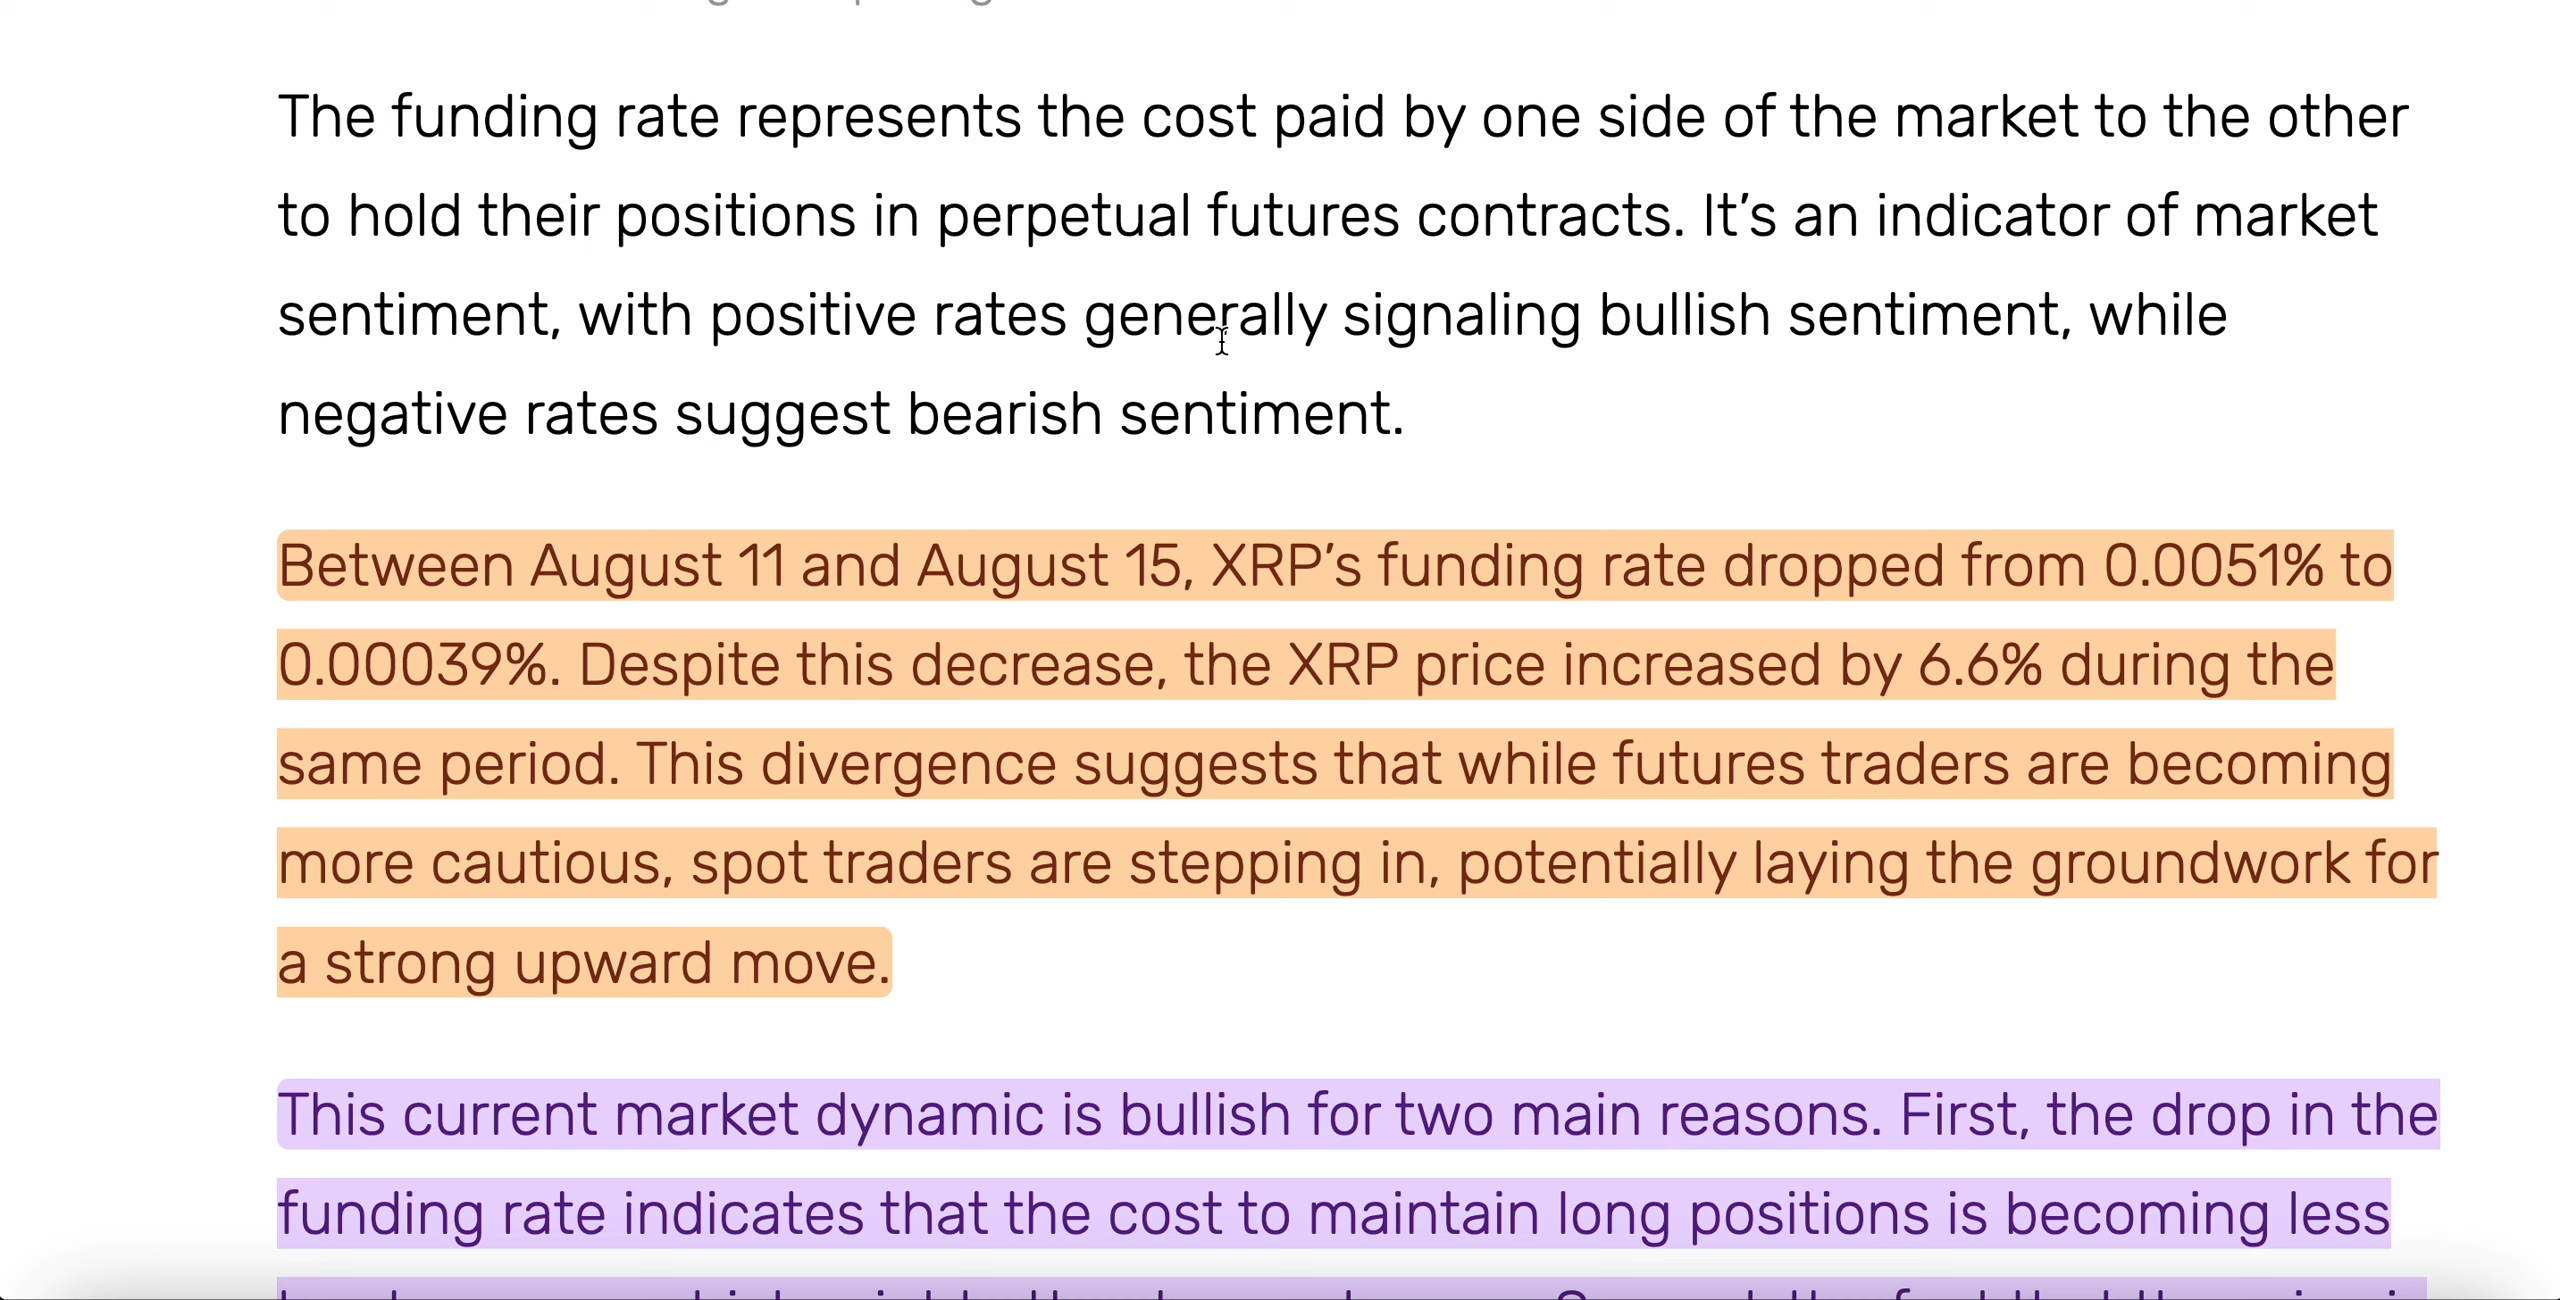 The funding rate represents the cost paid by one side of the market to the other
to hold their positions in perpetual futures contracts. It’s an indicator of market
sentiment, with positive rates generally signaling bullish sentiment, while
negative rates suggest bearish sentiment.
Between August 11 and August 15, XRP’s funding rate dropped from 0.0051% to
0.00039%. Despite this decrease, the XRP price increased by 6.6% during the
same period. This divergence suggests that while futures traders are becoming
more cautious, spot traders are stepping in, potentially laying the groundwork for
a strong upward move.
This current market dynamic is bullish for two main reasons. First, the drop in the
funding rate indicates that the cost to maintain long positions is becoming less